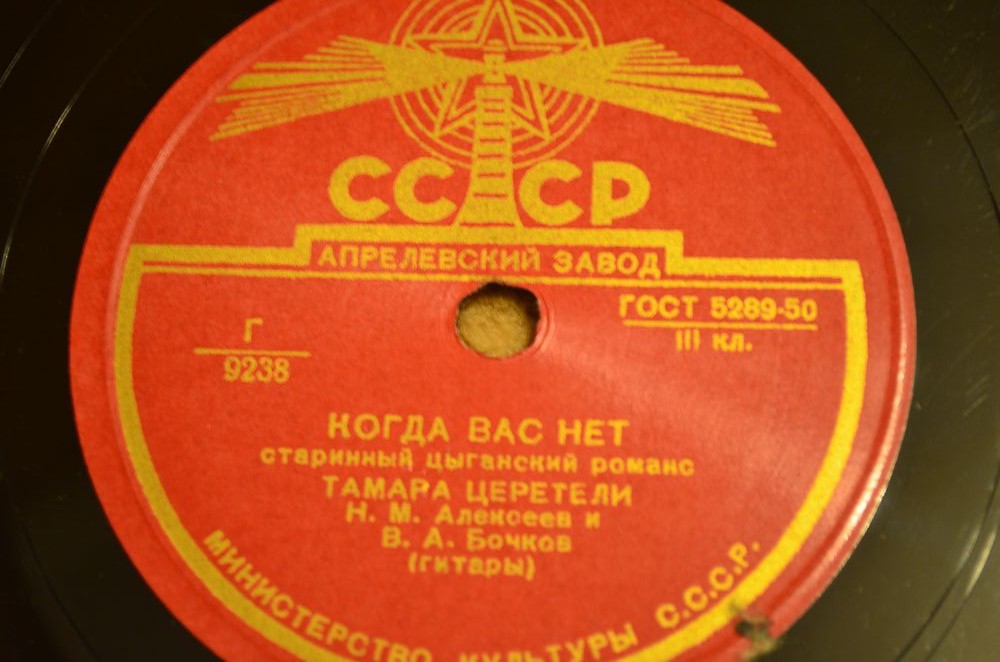 СССР
АПРЕЛЕВСКИЙ ЗАВОД
ГОСТ 5289-50
III кл.
Г
9238
КОГДА ВАС НЕТ
старинный цыганский романс
ТАМАРА ЦЕРЕТЕЛИ
Н. М. Алексеев и
В. А. Бочков
(гитары)
МИНИСТЕРСТВО КУЛЬТУРЫ С.С.С.Р.